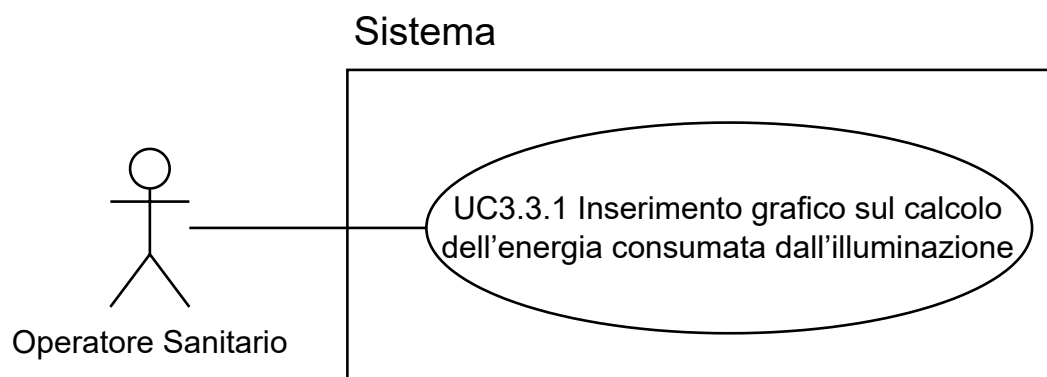 Sistema
UC3.3.1 Inserimento grafico sul calcolo
dell'energia consumata dall'illuminazione
Operatore Sanitario